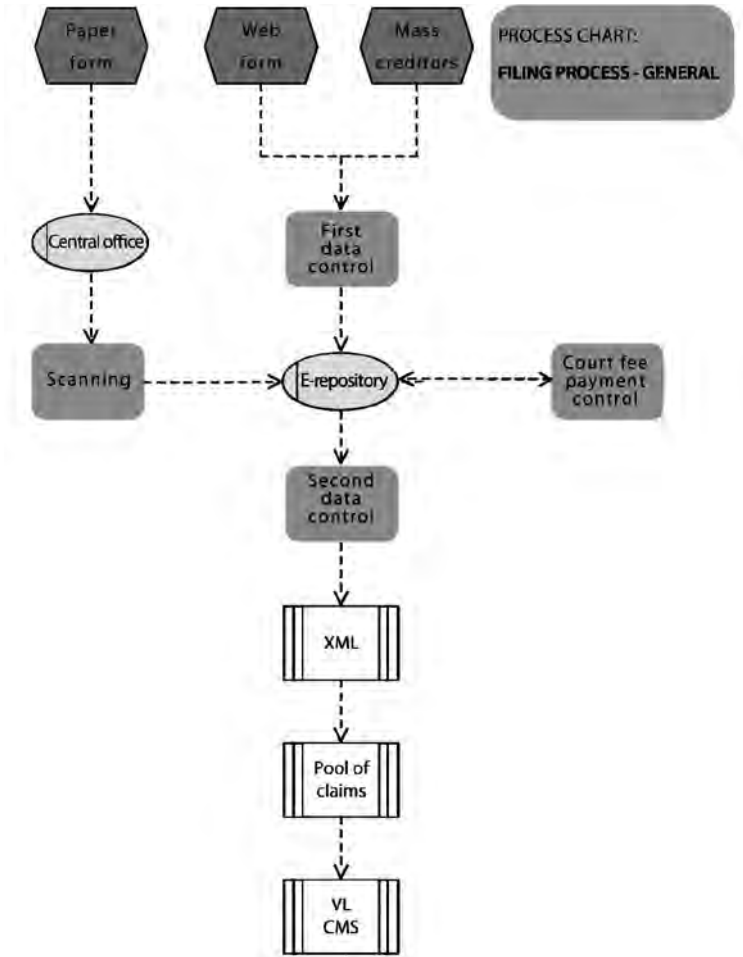 Paper
form
Web
form
Mass
creditors
PROCESS CHART:
FILING PROCESS - GENERAL
Central office
First
data
control
Scanning
E-repository
Court fee
payment
control
Second
data
control
XML
Pool of
claims
VL
CMS